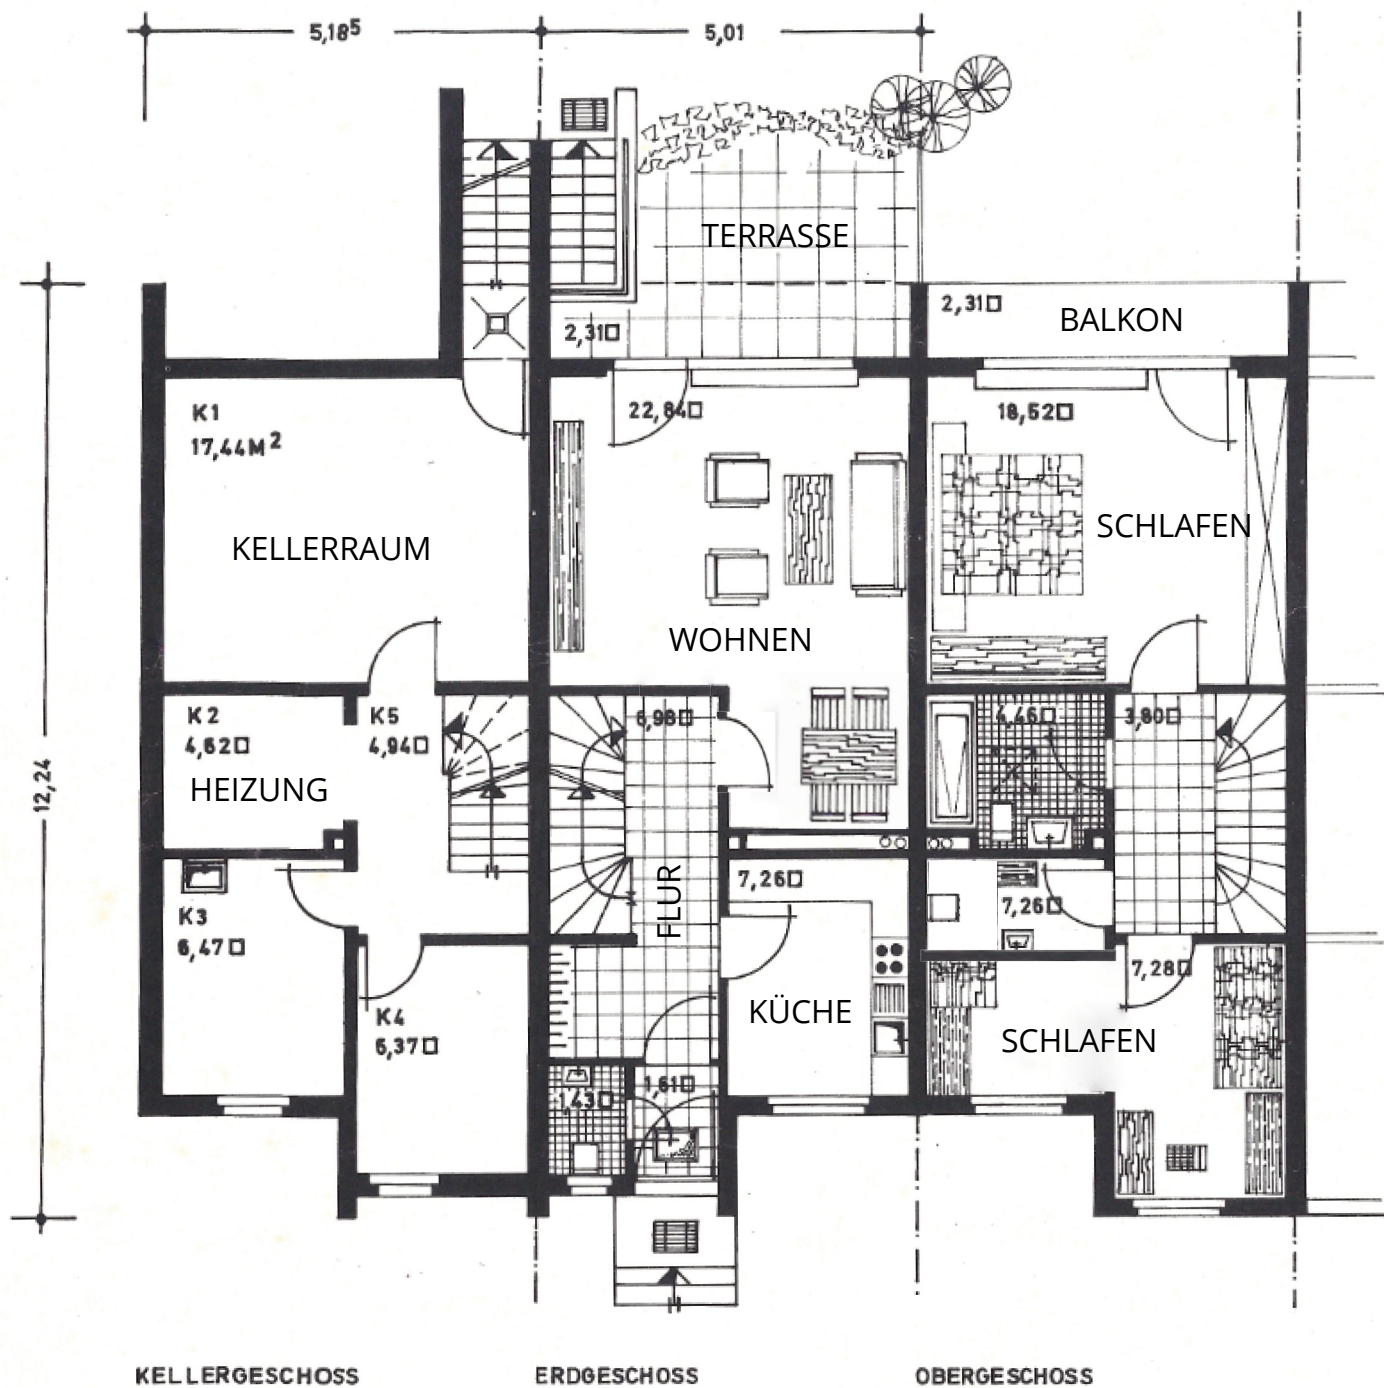 5,18⁵
5,01
12,24
TERRASSE
2,31□
2,31□
BALKON
K1
17,44M²
22,84□
18,52□
KELLERRAUM
SCHLAFEN
WOHNEN
K2
4,62□
K5
4,94□
6,98□
4,46□
3,80□
HEIZUNG
FLUR
7,26□
K3
6,47□
7,26□
7,28□
KÜCHE
K4
6,37□
SCHLAFEN
1,43□
1,61□
KELLERGESCHOSS
ERDGESCHOSS
OBERGESCHOSS